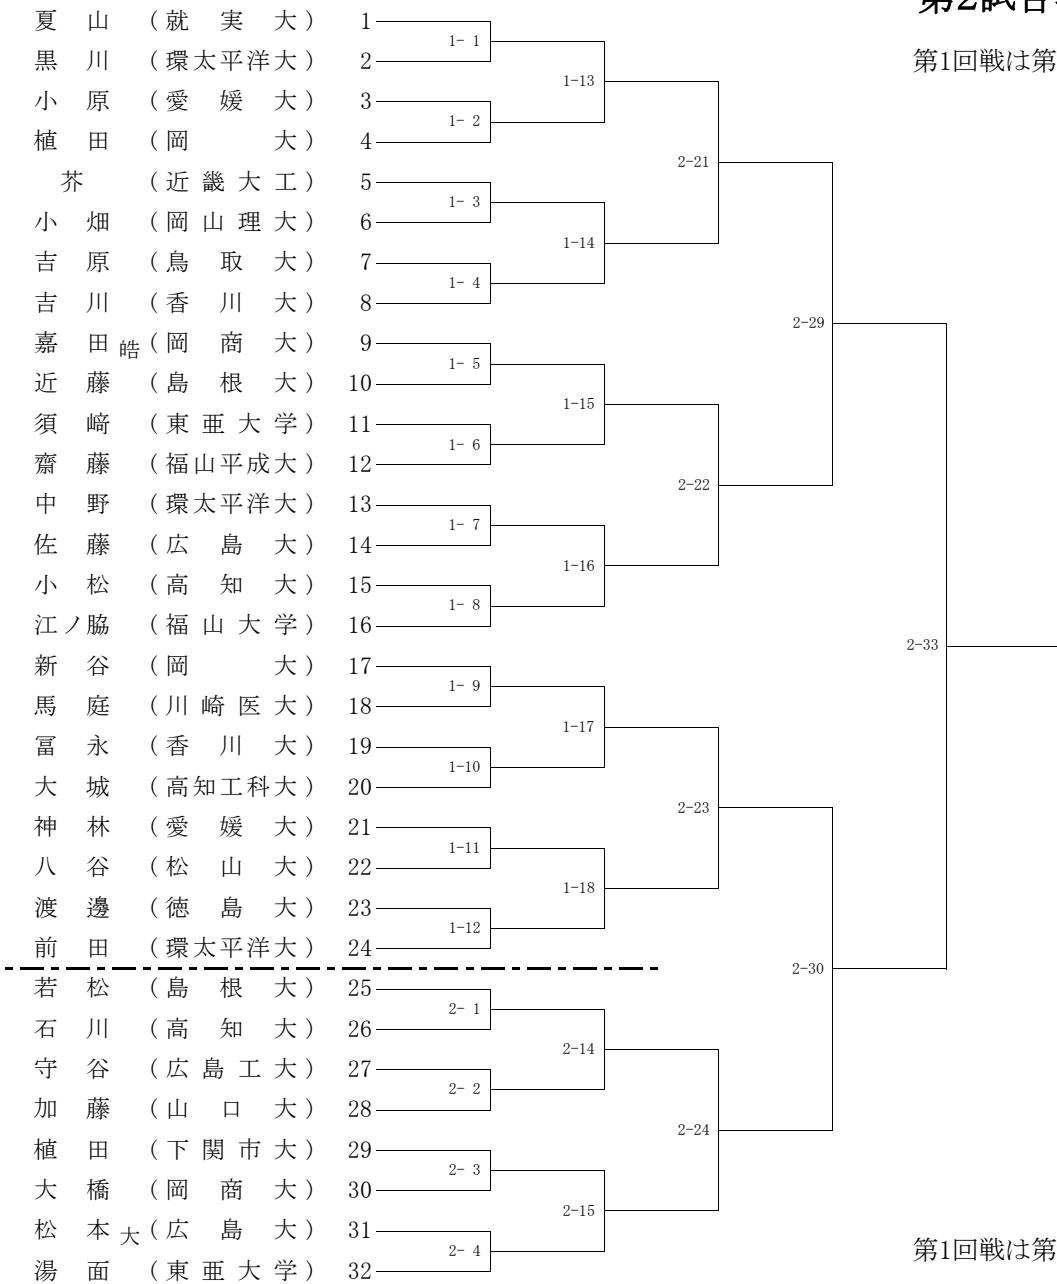 第2試合
夏山(就実大) 1
1- 1
黒川(環太平洋大) 2
第1回戦は第
1-13
小原(愛媛大) 3
1- 2
植田(岡大) 4
2-21
芥(近畿大工) 5
1- 3
小畑(岡山理大) 6
1-14
吉原(鳥取大) 7
1- 4
吉川(香川大) 8
2-29
嘉田皓(岡商大) 9
1- 5
近藤(島根大) 10
1-15
須﨑(東亜大学) 11
1- 6
齋藤(福山平成大) 12
2-22
中野(環太平洋大) 13
1- 7
佐藤(広島大) 14
1-16
小松(高知大) 15
1- 8
江ノ脇(福山大学) 16
2-33
新谷(岡大) 17
1- 9
馬庭(川崎医大) 18
1-17
冨永(香川大) 19
1-10
大城(高知工科大) 20
2-23
神林(愛媛大) 21
1-11
八谷(松山大) 22
1-18
渡邊(徳島大) 23
1-12
前田(環太平洋大) 24
2-30
若松(島根大) 25
2- 1
石川(高知大) 26
2-14
守谷(広島工大) 27
2- 2
加藤(山口大) 28
2-24
植田(下関市大) 29
2- 3
大橋(岡商大) 30
2-15
松本大(広島大) 31
2- 4
第1回戦は第
湯面(東亜大学) 32